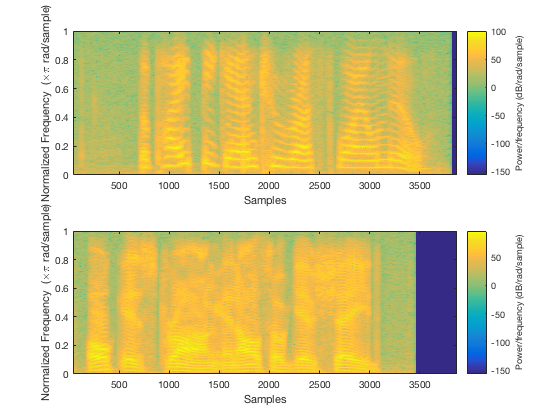 1
0.8
0.6
0.4
0.2
0
Normalized Frequency (×π rad/sample)
500 1000 1500 2000 2500 3000 3500
Samples
100
50
0
-50
-100
-150
Power/frequency (dB/rad/sample)
1
0.8
0.6
0.4
0.2
0
Normalized Frequency (×π rad/sample)
500 1000 1500 2000 2500 3000 3500
Samples
50
0
-50
-100
-150
Power/frequency (dB/rad/sample)